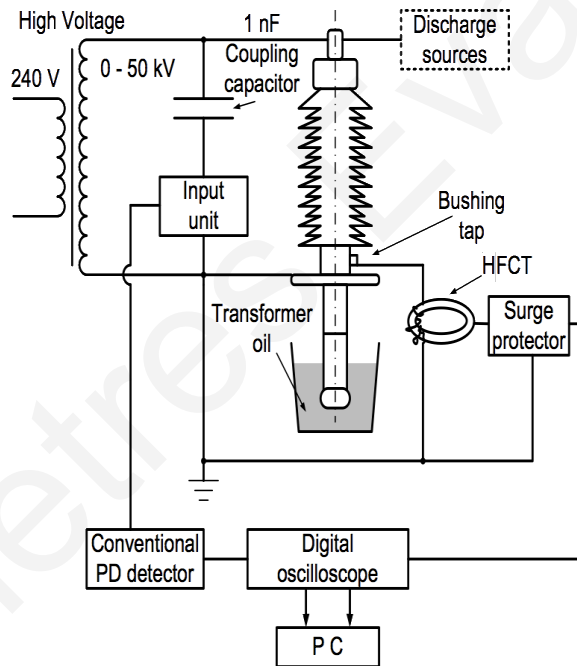 High Voltage
1 nF
Discharge
sources
Coupling
capacitor
240 V
0 - 50 kV
Input
unit
Bushing
tap
HFCT
Surge
protector
Transformer
oil
Conventional
PD detector
Digital
oscilloscope
P C